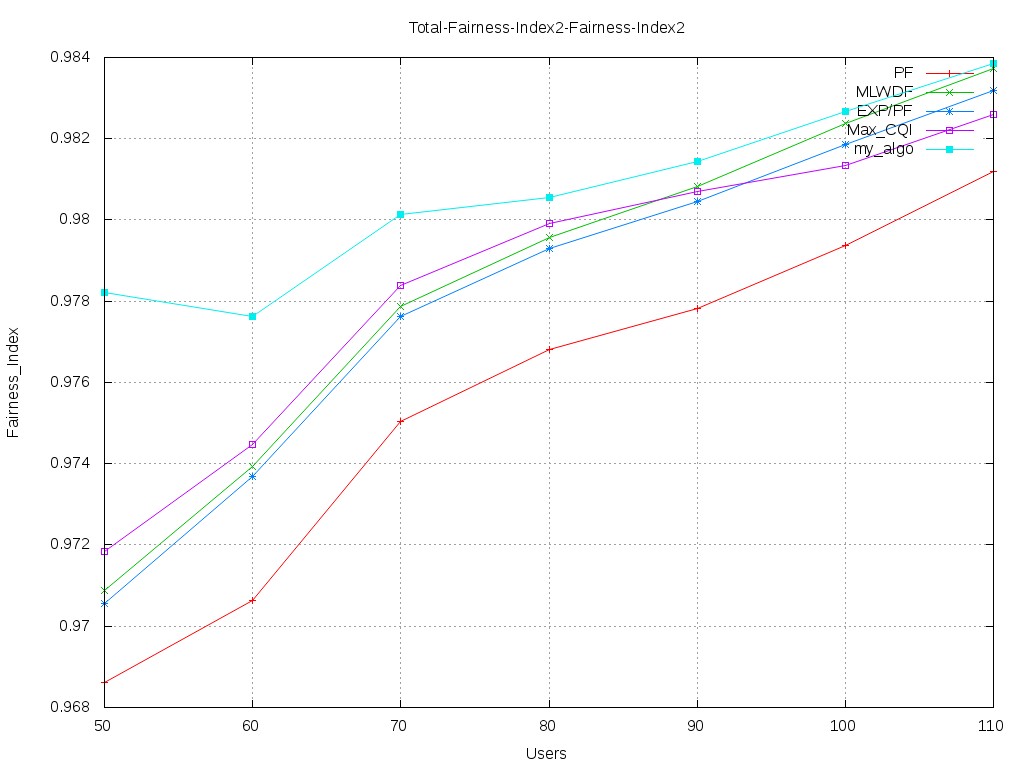 Total-Fairness-Index2-Fairness-Index2
0.984
0.982
0.98
0.978
0.976
0.974
0.972
0.97
0.968
Fairness_Index
PF
MLWDF
EXP/PF
Max_CQI
my_algo
50 60 70 80 90 100 110
Users